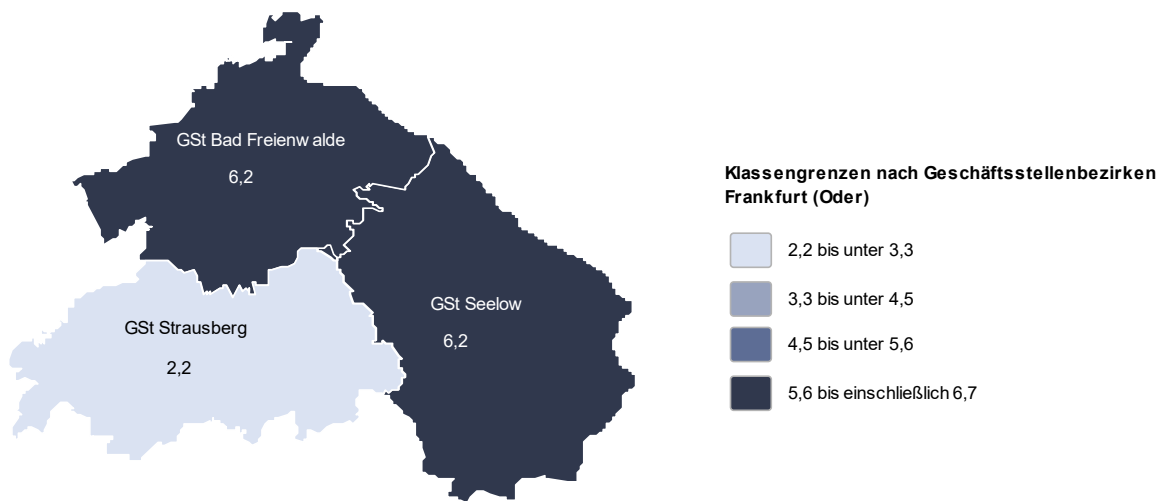 GSt Bad Freienwalde
6,2
GSt Seelow
6,2
GSt Strausberg
2,2
Klassengrenzen nach Geschäftsstellenbezirken
Frankfurt (Oder)
2,2 bis unter 3,3
3,3 bis unter 4,5
4,5 bis unter 5,6
5,6 bis einschließlich 6,7